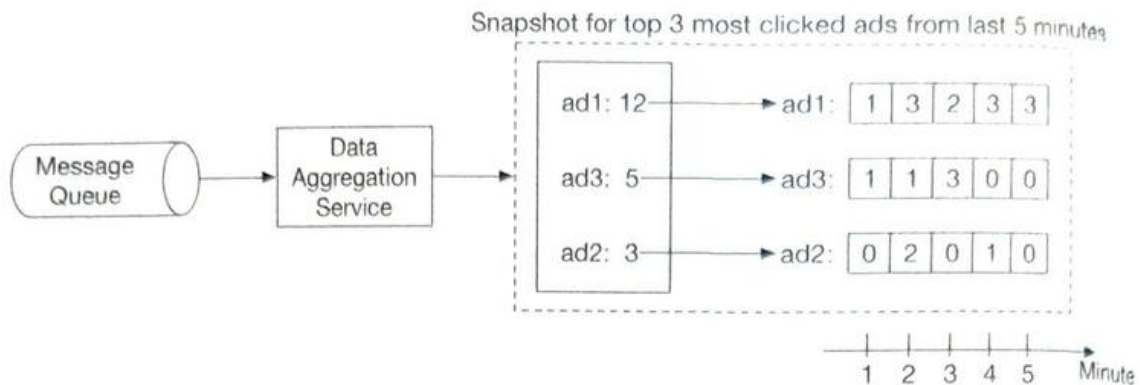 Snapshot for top 3 most clicked ads from last 5 minutes
Message
Queue
Data
Aggregation
Service
ad1: 12
ad3: 5
ad2: 3
ad1: 1 3 2 3 3
ad3: 1 1 3 0 0
ad2: 0 2 0 1 0
1 2 3 4 5 Minute